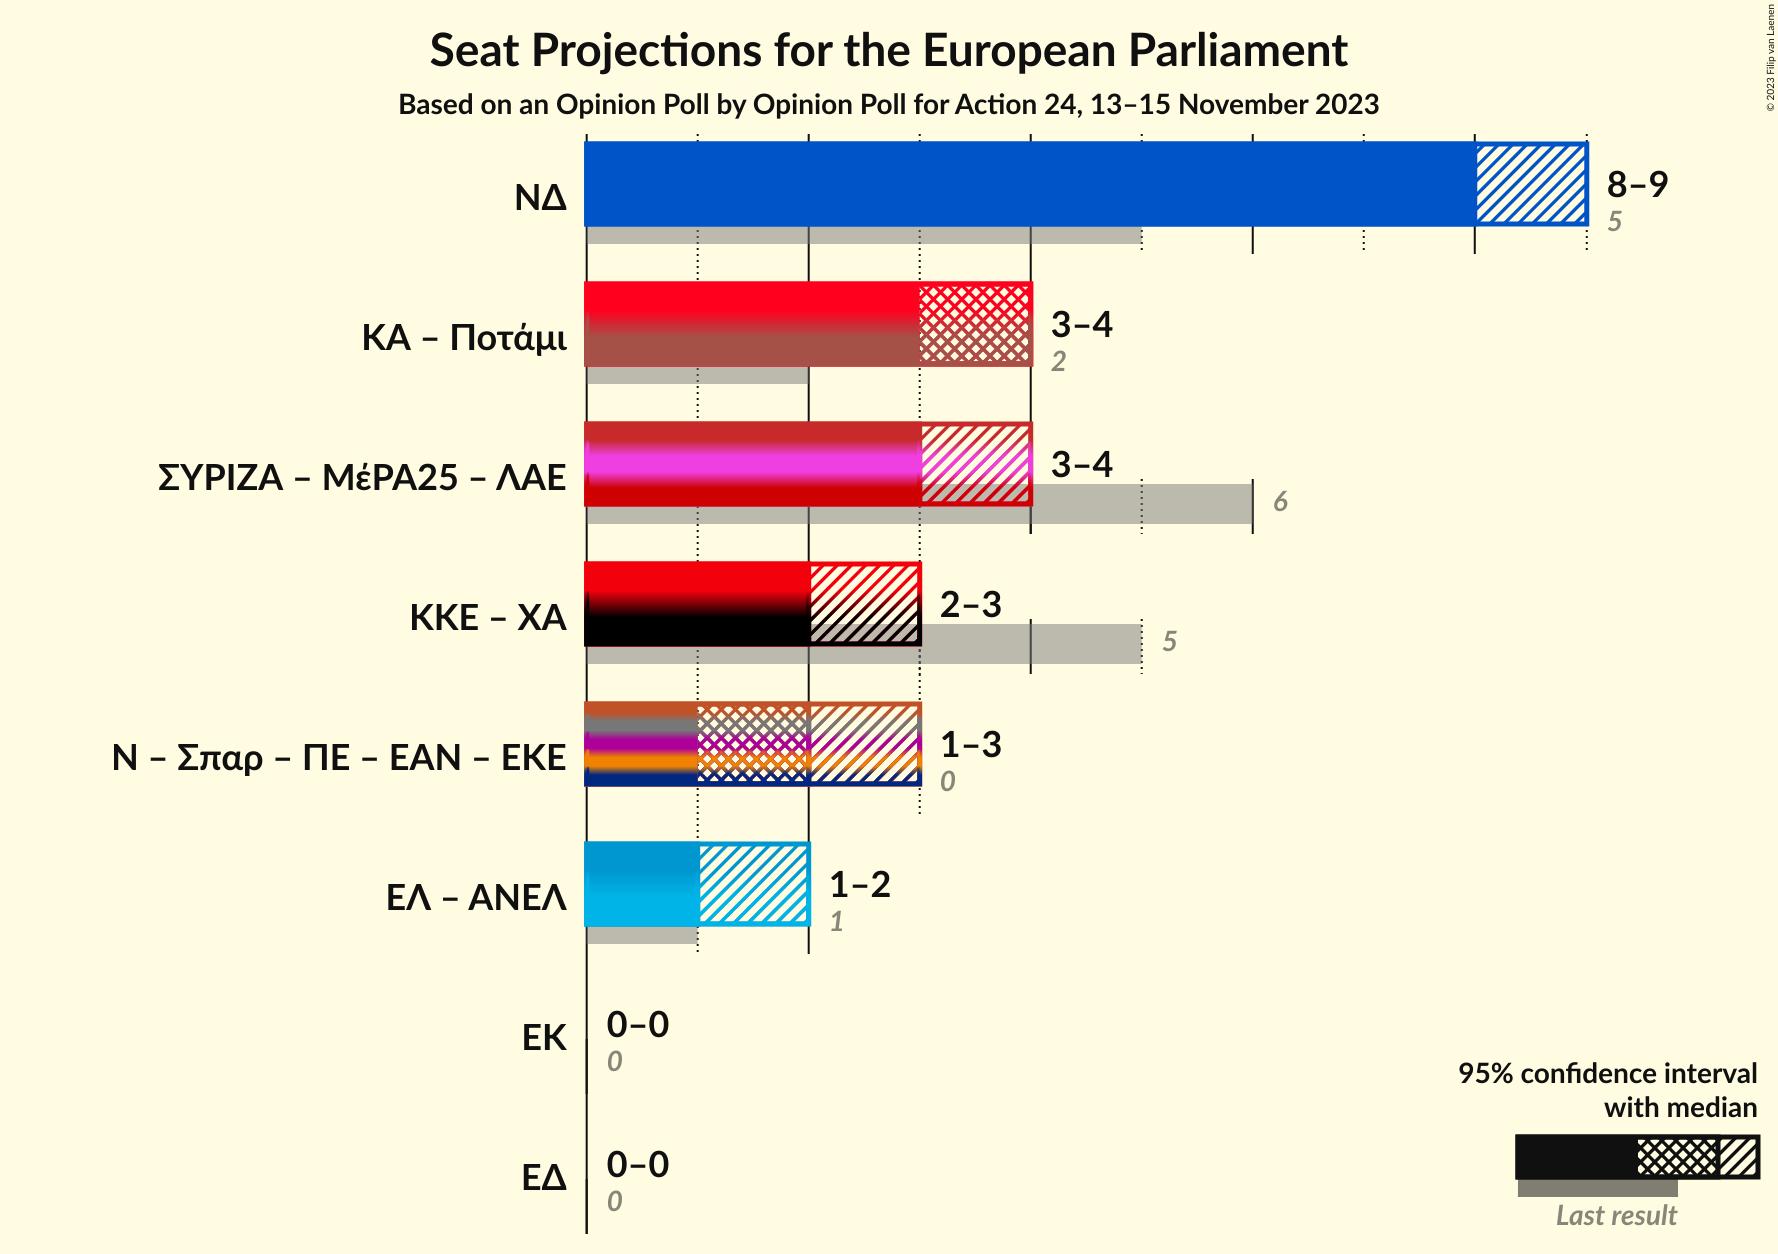 Seat Projections for the European Parliament
Based on an Opinion Poll by Opinion Poll for Action 24, 13–15 November 2023
© 2023 Filip van Laenen
ΝΔ
8–9
5
ΚΑ – Ποτάμι
3–4
2
ΣΥΡΙΖΑ – ΜέΡΑ25 – ΛΑΕ
3–4
6
ΚΚΕ – ΧΑ
2–3
5
Ν – Σπαρ – ΠΕ – ΕΑΝ – ΕΚΕ
1–3
0
ΕΛ – ΑΝΕΛ
1–2
1
ΕΚ
0–0
0
ΕΔ
0–0
0
95% confidence interval
with median
Last result